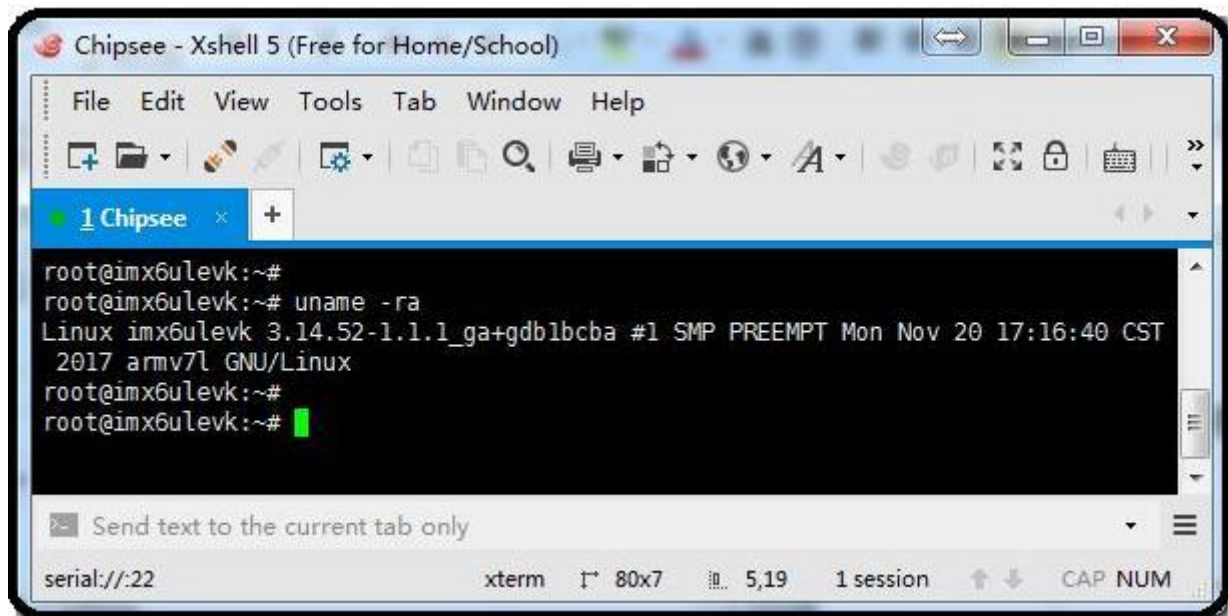 Chipsee - Xshell 5 (Free for Home/School)
File Edit View Tools Tab Window Help
1 Chipsee
root@imx6ulevk:~#
root@imx6ulevk:~# uname -ra
Linux imx6ulevk 3.14.52-1.1.1_ga+gdb1bcba #1 SMP PREEMPT Mon Nov 20 17:16:40 CST
 2017 armv7l GNU/Linux
root@imx6ulevk:~#
root@imx6ulevk:~#
Send text to the current tab only
serial://:22 xterm 80x7 5,19 1 session CAP NUM